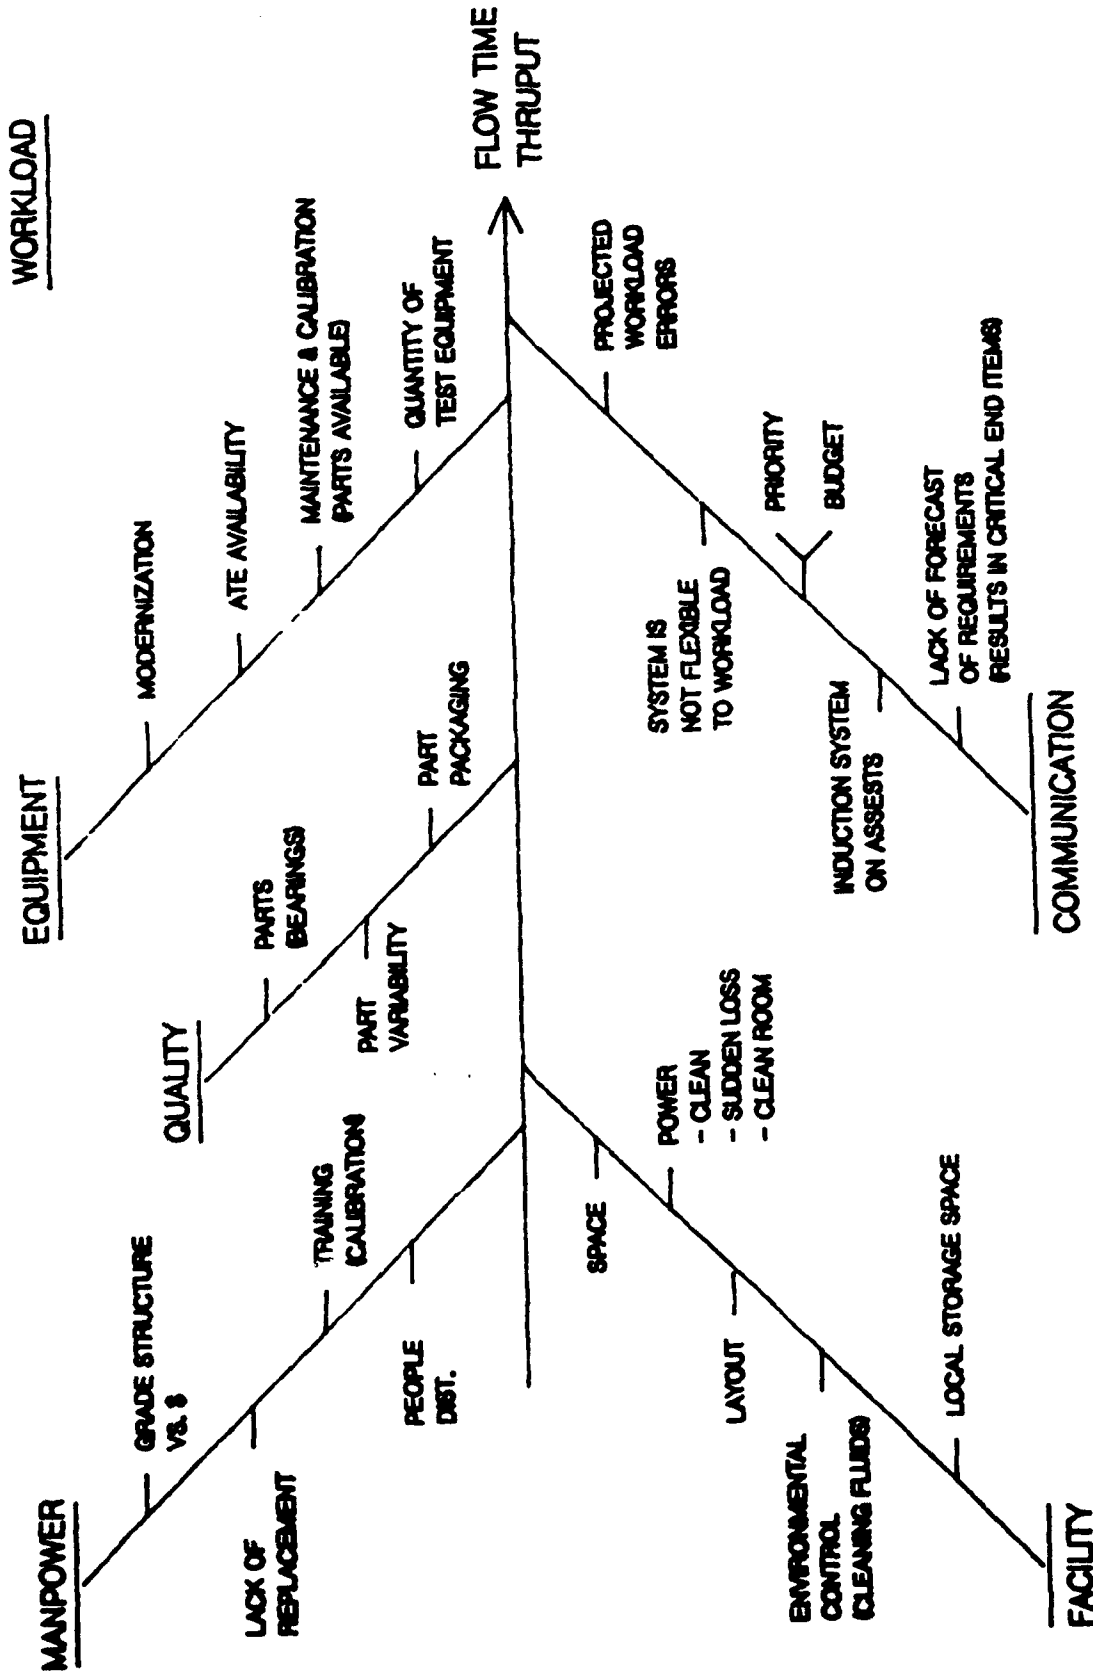 WORKLOAD
MANPOWER
GRADE STRUCTURE
VS. $
LACK OF
REPLACEMENT
TRAINING
(CALIBRATION)
PEOPLE
DIST.
QUALITY
PARTS
(BEARINGS)
PART
VARIABILITY
PART
PACKAGING
EQUIPMENT
MODERNIZATION
ATE AVAILABILITY
MAINTENANCE & CALIBRATION
(PARTS AVAILABLE)
QUANTITY OF
TEST EQUIPMENT
FLOW TIME
THRUPUT
SPACE
POWER
- CLEAN
- SUDDEN LOSS
- CLEAN ROOM
LAYOUT
ENVIRONMENTAL
CONTROL
(CLEANING FLUIDS)
LOCAL STORAGE SPACE
FACILITY
PROJECTED
WORKLOAD
ERRORS
SYSTEM IS
NOT FLEXIBLE
TO WORKLOAD
PRIORITY
BUDGET
INDUCTION SYSTEM
ON ASSESTS
LACK OF FORECAST
OF REQUIREMENTS
(RESULTS IN CRITICAL END ITEMS)
COMMUNICATION